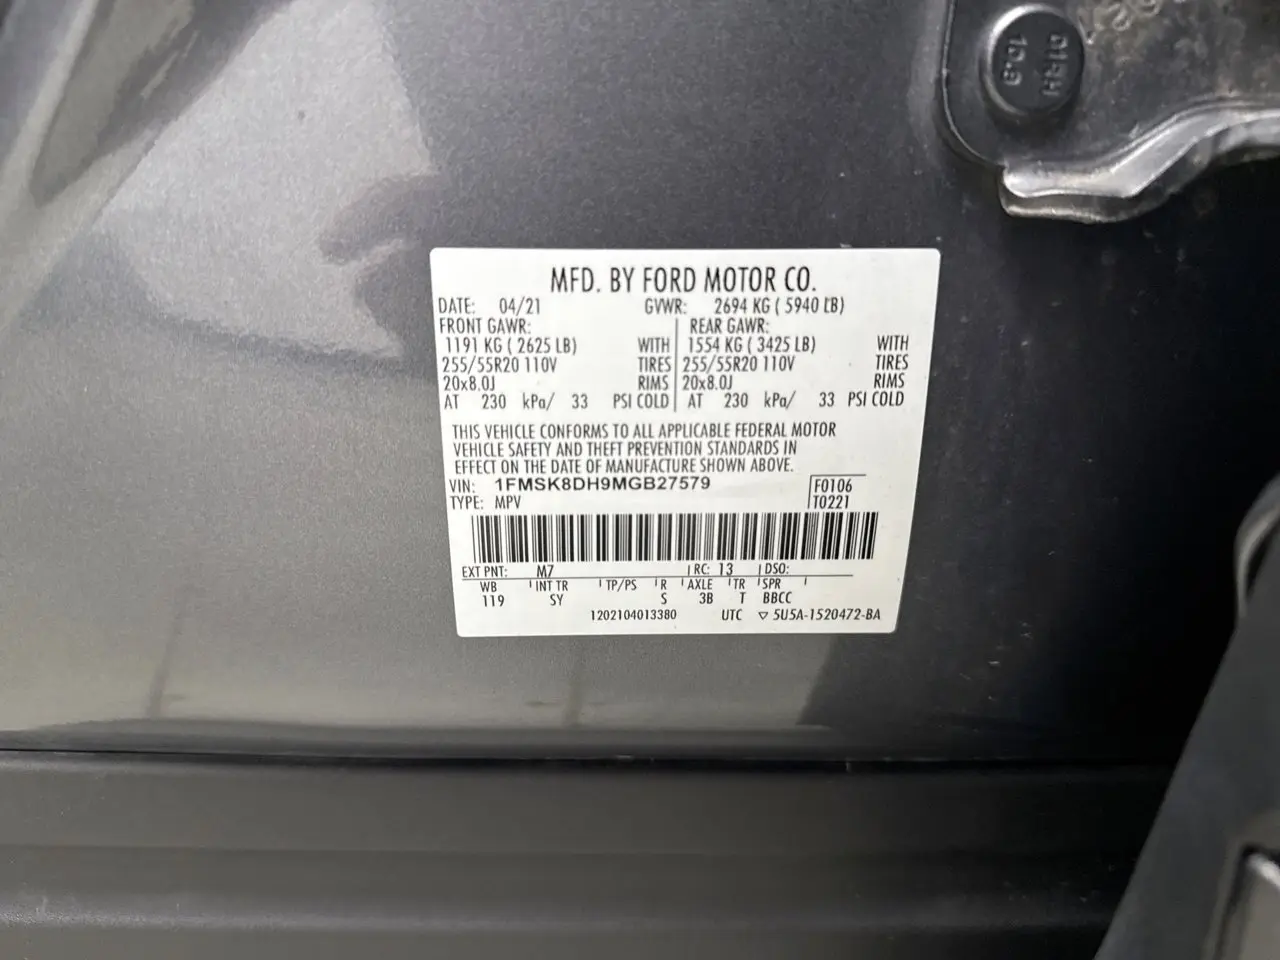 MFD. BY FORD MOTOR CO.
DATE: 04/21 GVWR: 2694 KG ( 5940 LB)
FRONT GAWR: REAR GAWR:
1191 KG ( 2625 LB) WITH 1554 KG ( 3425 LB) WITH
255/55R20 110V TIRES 255/55R20 110V TIRES
20x8.0J RIMS 20x8.0J RIMS
AT 230 kPa/ 33 PSI COLD AT 230 kPa/ 33 PSI COLD
THIS VEHICLE CONFORMS TO ALL APPLICABLE FEDERAL MOTOR
VEHICLE SAFETY AND THEFT PREVENTION STANDARDS IN
EFFECT ON THE DATE OF MANUFACTURE SHOWN ABOVE.
VIN: 1FMSK8DH9MGB27579 F0106
TYPE: MPV T0221
EXT PNT: M7 RC: 13 DSO:
WB INT TR TP/PS R AXLE TR SPR
119 SY S 3B T BBCC
1202104013380 UTC ▽ 5U5A-1520472-BA
10.9